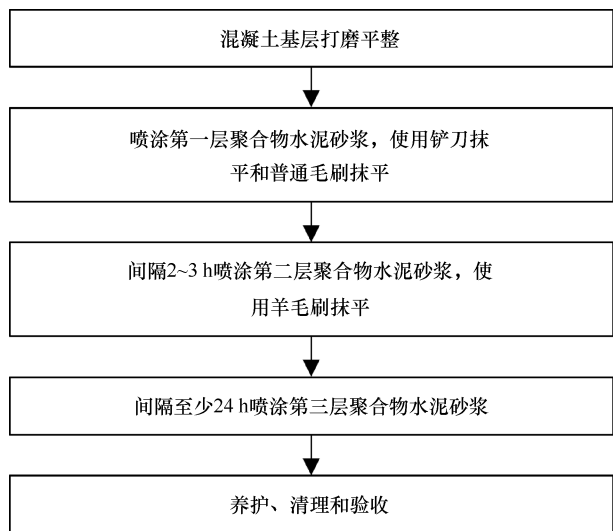 混凝土基层打磨平整
喷涂第一层聚合物水泥砂浆，使用铲刀抹
平和普通毛刷抹平
间隔2~3 h喷涂第二层聚合物水泥砂浆，使
用羊毛刷抹平
间隔至少24 h喷涂第三层聚合物水泥砂浆
养护、清理和验收